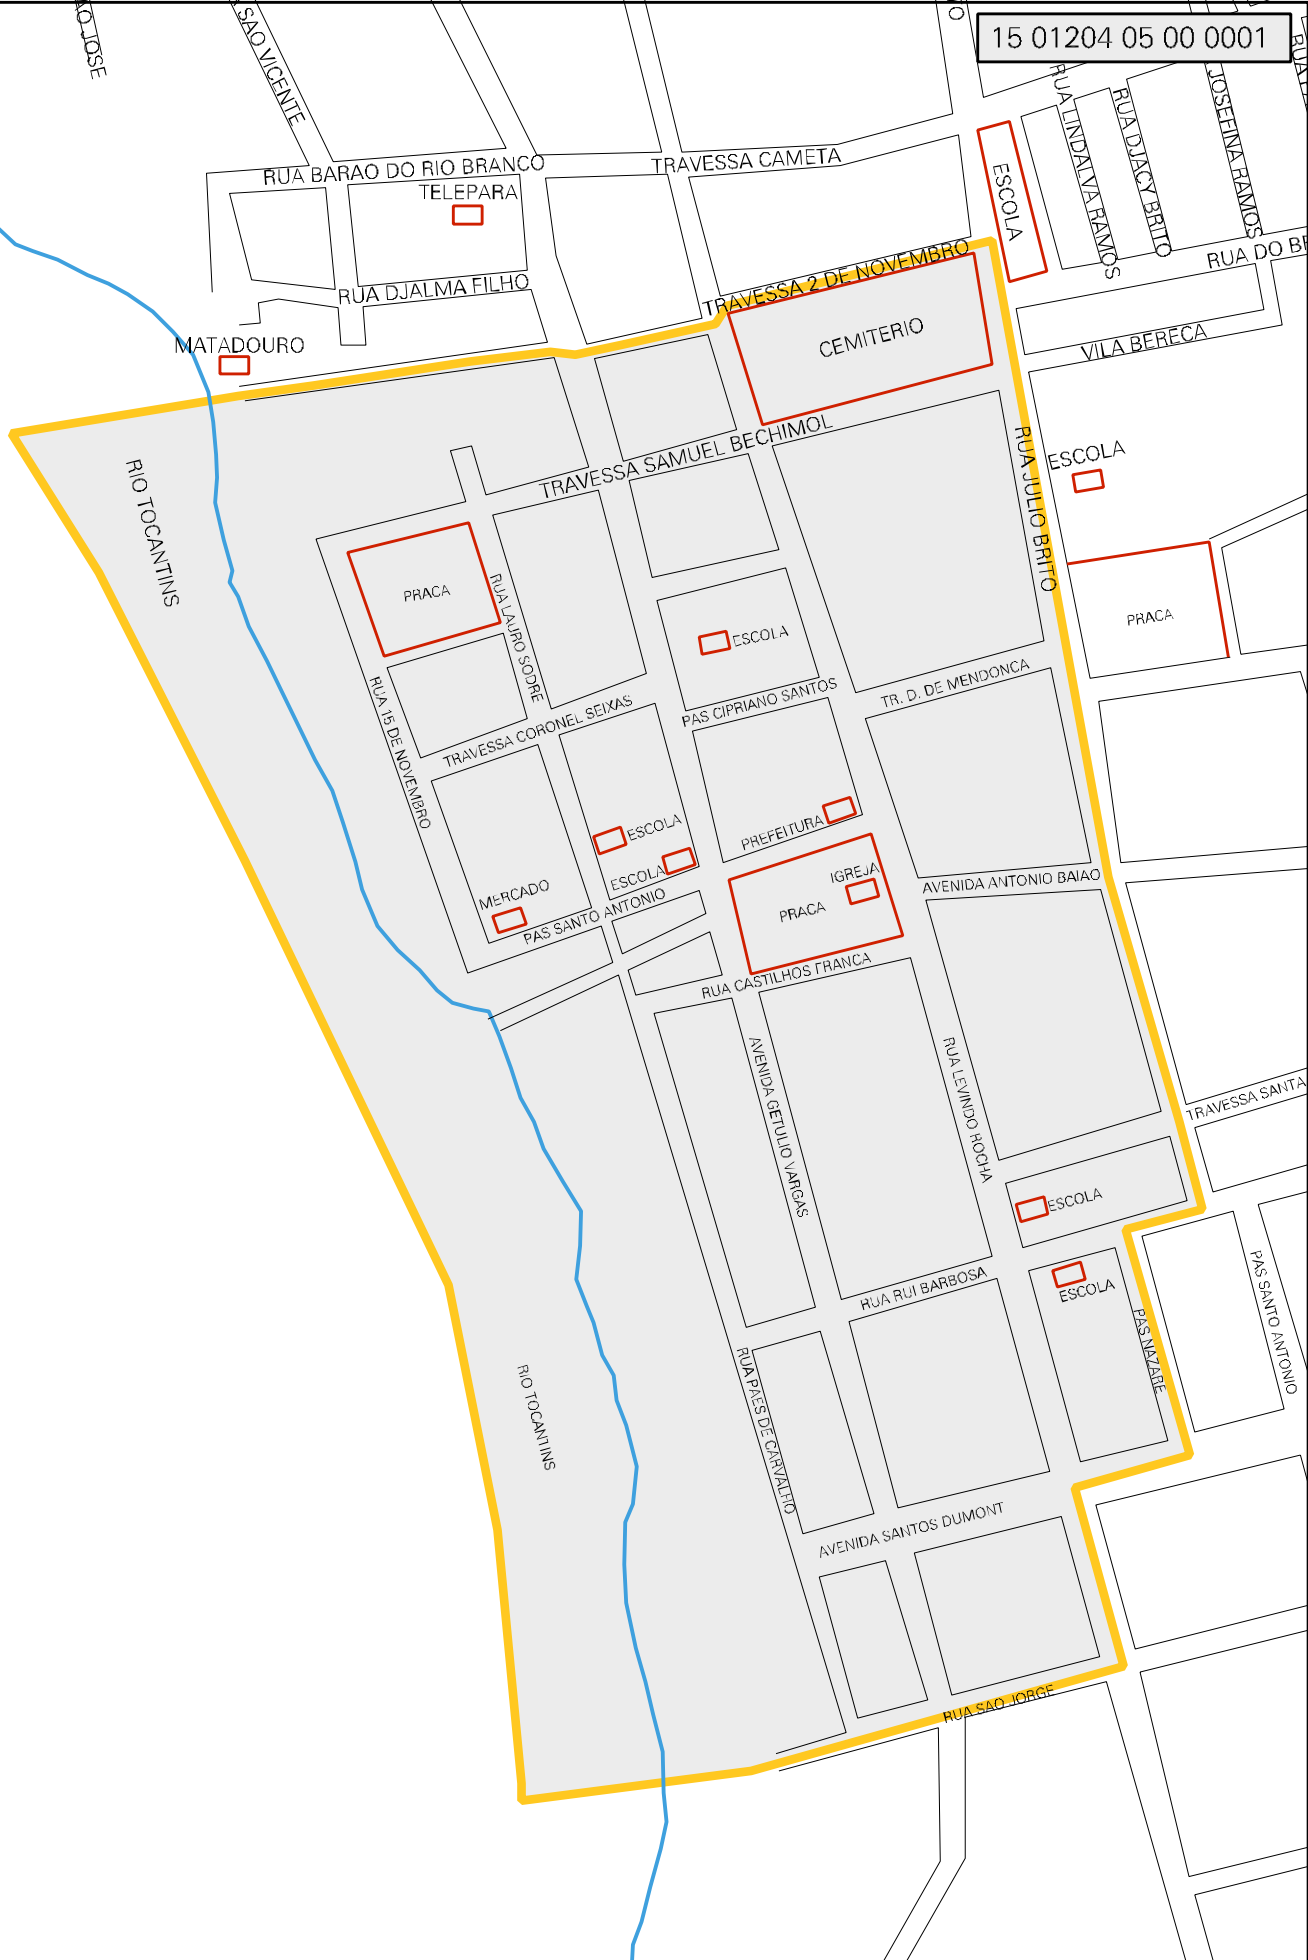 15 01204 05 00 0001
SAO VICENTE
RUA LINDALVA RAMOS
RUA DJACY BRITO
JOSEFINA RAMOS
RUA BARAO DO RIO BRANCO
TRAVESSA CAMETA
TELEPARA
ESCOLA
RUA DJALMA FILHO
TRAVESSA 2 DE NOVEMBRO
MATADOURO
CEMITERIO
VILA BERECA
TRAVESSA SAMUEL BECHIMOL
RUA JULIO BRITO
ESCOLA
RIO TOCANTINS
PRACA
RUA LAURO SODRE
ESCOLA
PRACA
RUA 15 DE NOVEMBRO
TRAVESSA CORONEL SEIXAS
PAS CIPRIANO SANTOS
TR. D. DE MENDONCA
ESCOLA
PREFEITURA
ESCOLA
IGREJA
AVENIDA ANTONIO BAIAO
MERCADO
PRACA
PAS SANTO ANTONIO
RUA CASTILHOS FRANCA
AVENIDA GETULIO VARGAS
RUA LEVINDO ROCHA
TRAVESSA SANTA
ESCOLA
RUA RUI BARBOSA
ESCOLA
PAS NAZARE
PAS SANTO ANTONIO
RIO TOCANTINS
RUA PAES DE CARVALHO
AVENIDA SANTOS DUMONT
RUA SAO JORGE